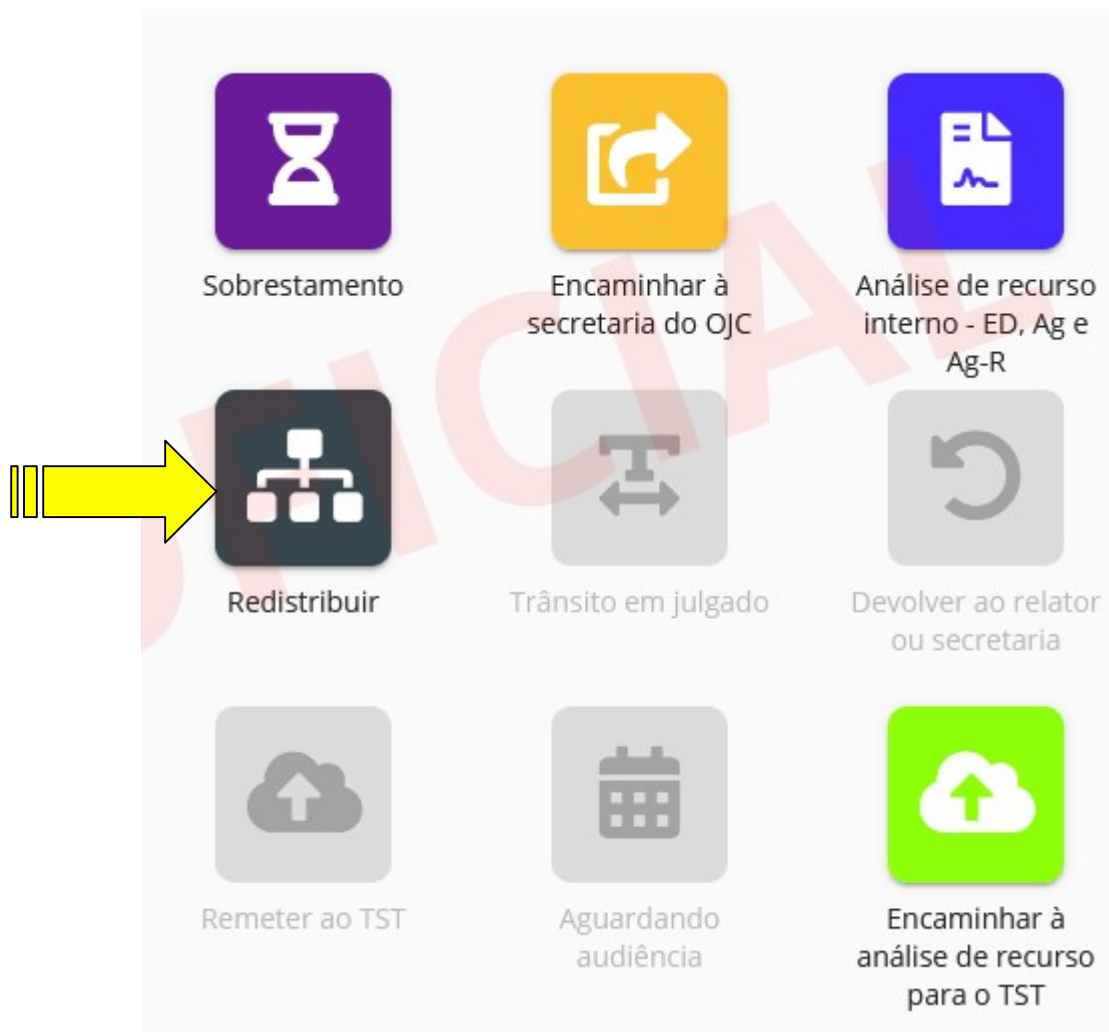 Sobrestamento
Encaminhar à
secretaria do OJC
Análise de recurso
interno - ED, Ag e
Ag-R
Redistribuir
Trânsito em julgado
Devolver ao relator
ou secretaria
Remeter ao TST
Aguardando
audiência
Encaminhar à
análise de recurso
para o TST